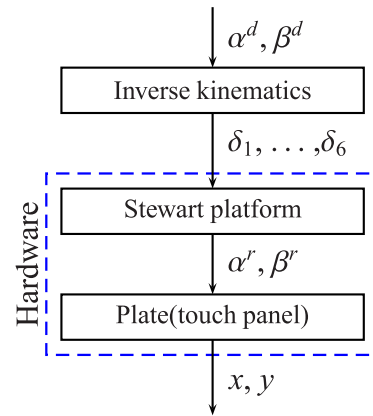 α^d, β^d
Inverse kinematics
δ_1, ...,δ_6
Hardware
Stewart platform
α^r, β^r
Plate(touch panel)
x, y